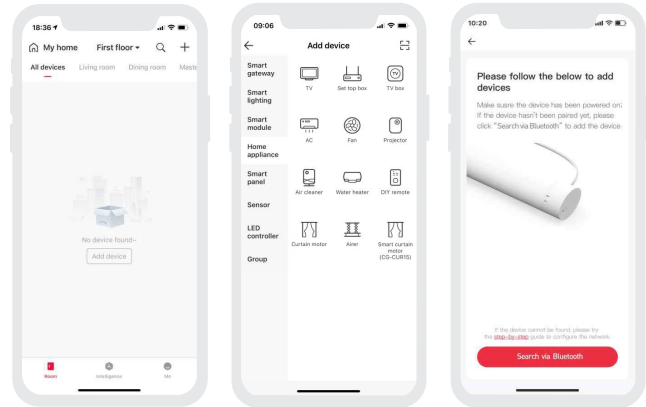 18:36
My home First floor
All devices Living room Dining room Maste
No device found~
Add device
Room Intelligence Me
09:06
Add device
Smart
gateway
Smart
lighting
Smart
module
Home
appliance
Smart
panel
Sensor
LED
controller
Group
TV Set top box TV box
AC Fan Projector
Air cleaner Water heater DIY remote
Curtain motor Airer Smart curtain
motor
(CG-CUR15)
10:20
Please follow the below to add
devices
Make susre the device has been powered on;
If the device hasn't been paired yet, please
click "Search via Bluetooth" to add the device
If the device cannot be found, please try
the step-by-step guide to configure the network
Search via Bluetooth